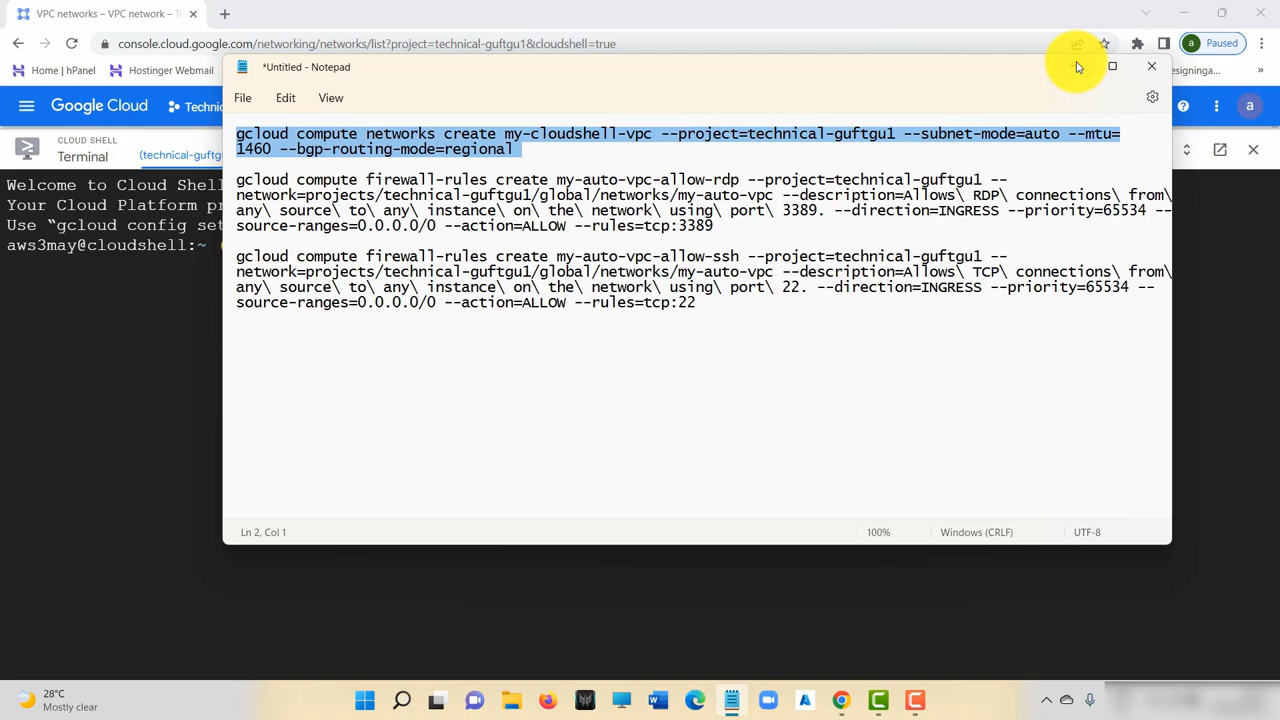 VPC networks – VPC network – Te
console.cloud.google.com/networking/networks/list?project=technical-guftgu1&cloudshell=true
a Paused
Home | hPanel
Hostinger Webmail
esigninga...
»
*Untitled - Notepad
File Edit View
Google Cloud
Techni
a
CLOUD SHELL
Terminal
(technical-guftg
Welcome to Cloud Shel
Your Cloud Platform pr
Use “gcloud config set
aws3may@cloudshell:~ (
gcloud compute networks create my-cloudshell-vpc --project=technical-guftgu1 --subnet-mode=auto --mtu=
1460 --bgp-routing-mode=regional
gcloud compute firewall-rules create my-auto-vpc-allow-rdp --project=technical-guftgu1 --
network=projects/technical-guftgu1/global/networks/my-auto-vpc --description=Allows\ RDP\ connections\ from\
any\ source\ to\ any\ instance\ on\ the\ network\ using\ port\ 3389. --direction=INGRESS --priority=65534 --
source-ranges=0.0.0.0/0 --action=ALLOW --rules=tcp:3389
gcloud compute firewall-rules create my-auto-vpc-allow-ssh --project=technical-guftgu1 --
network=projects/technical-guftgu1/global/networks/my-auto-vpc --description=Allows\ TCP\ connections\ from\
any\ source\ to\ any\ instance\ on\ the\ network\ using\ port\ 22. --direction=INGRESS --priority=65534 --
source-ranges=0.0.0.0/0 --action=ALLOW --rules=tcp:22
Ln 2, Col 1
100%
Windows (CRLF)
UTF-8
28°C
Mostly clear